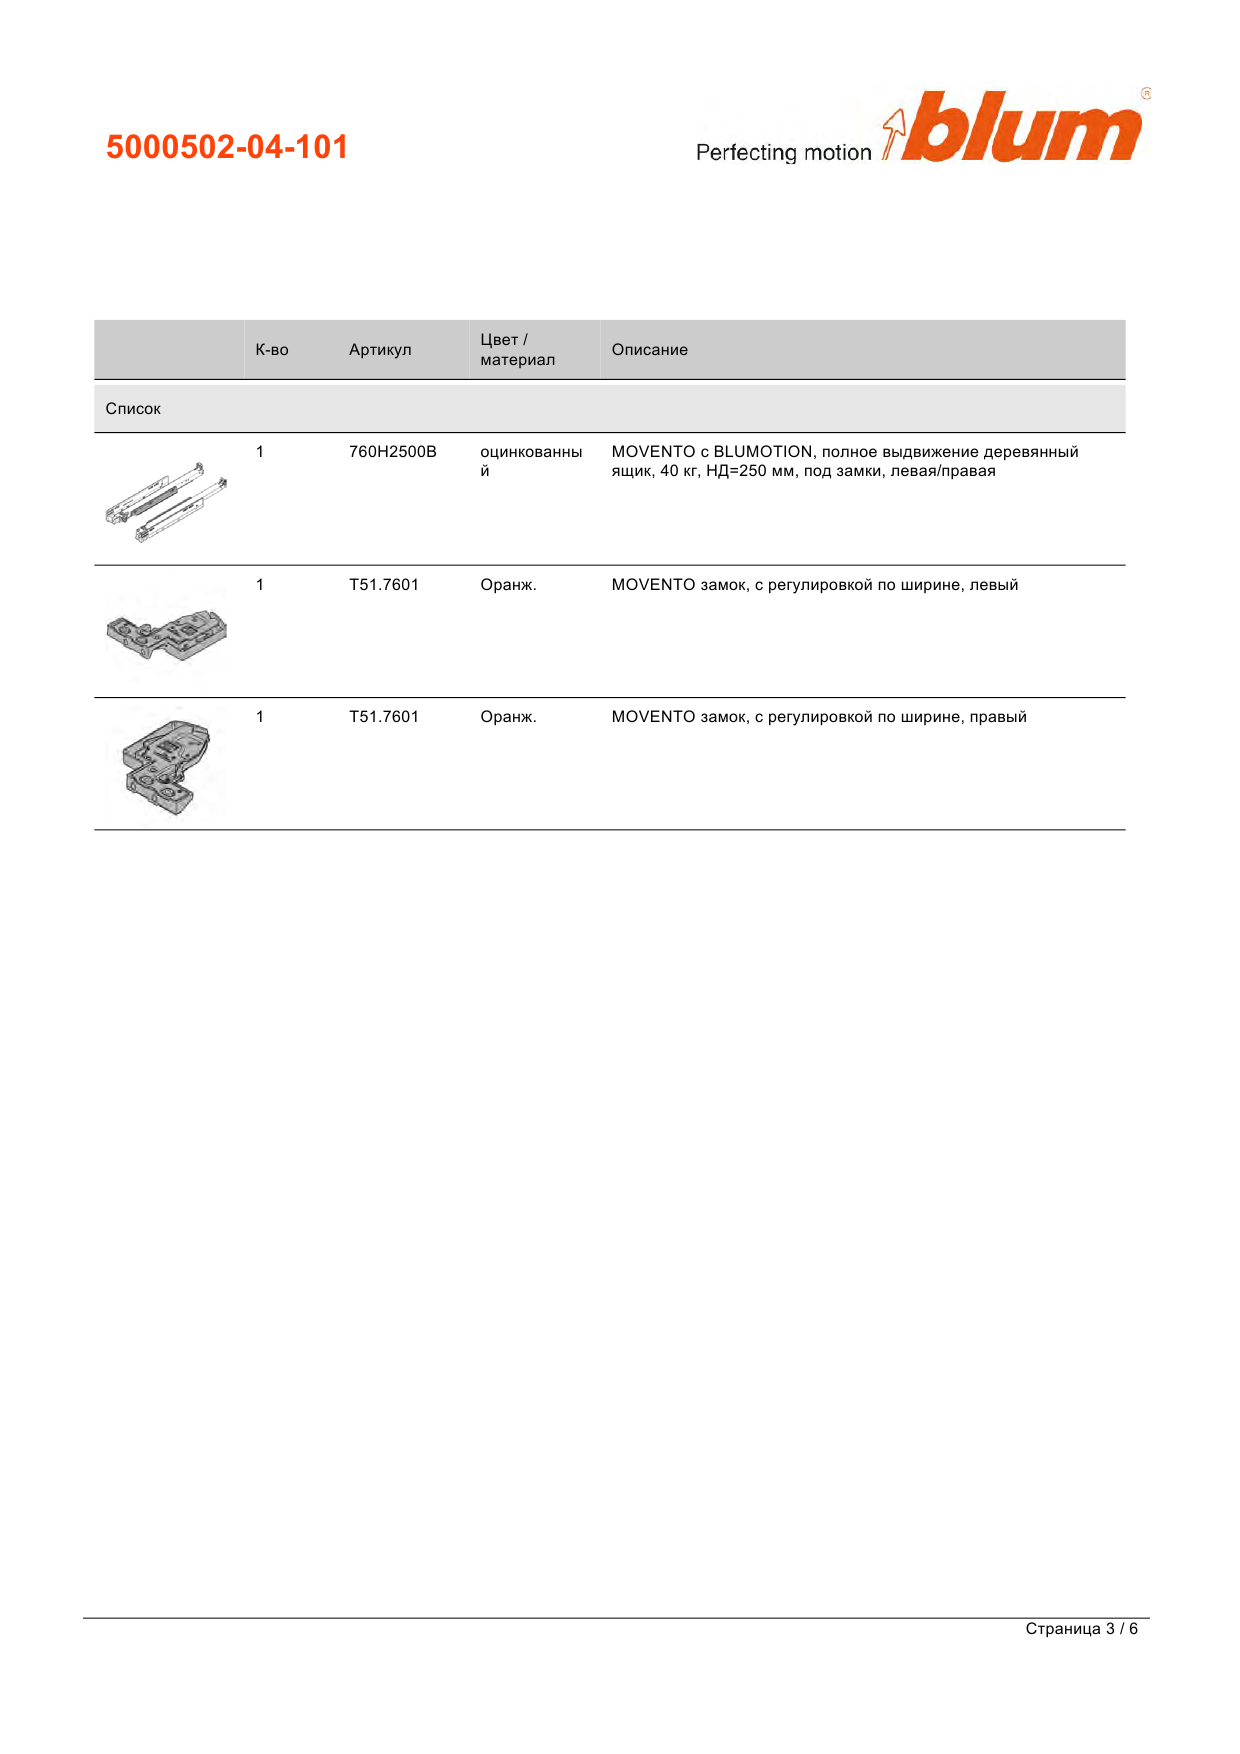 5000502-04-101
Perfecting motion blum ®
К-во Артикул Цвет / материал Описание
Список
1 760H2500B оцинкованны MOVENTO с BLUMOTION, полное выдвижение деревянный
й ящик, 40 кг, НД=250 мм, под замки, левая/правая
1 T51.7601 Оранж. MOVENTO замок, с регулировкой по ширине, левый
1 T51.7601 Оранж. MOVENTO замок, с регулировкой по ширине, правый
Страница 3 / 6